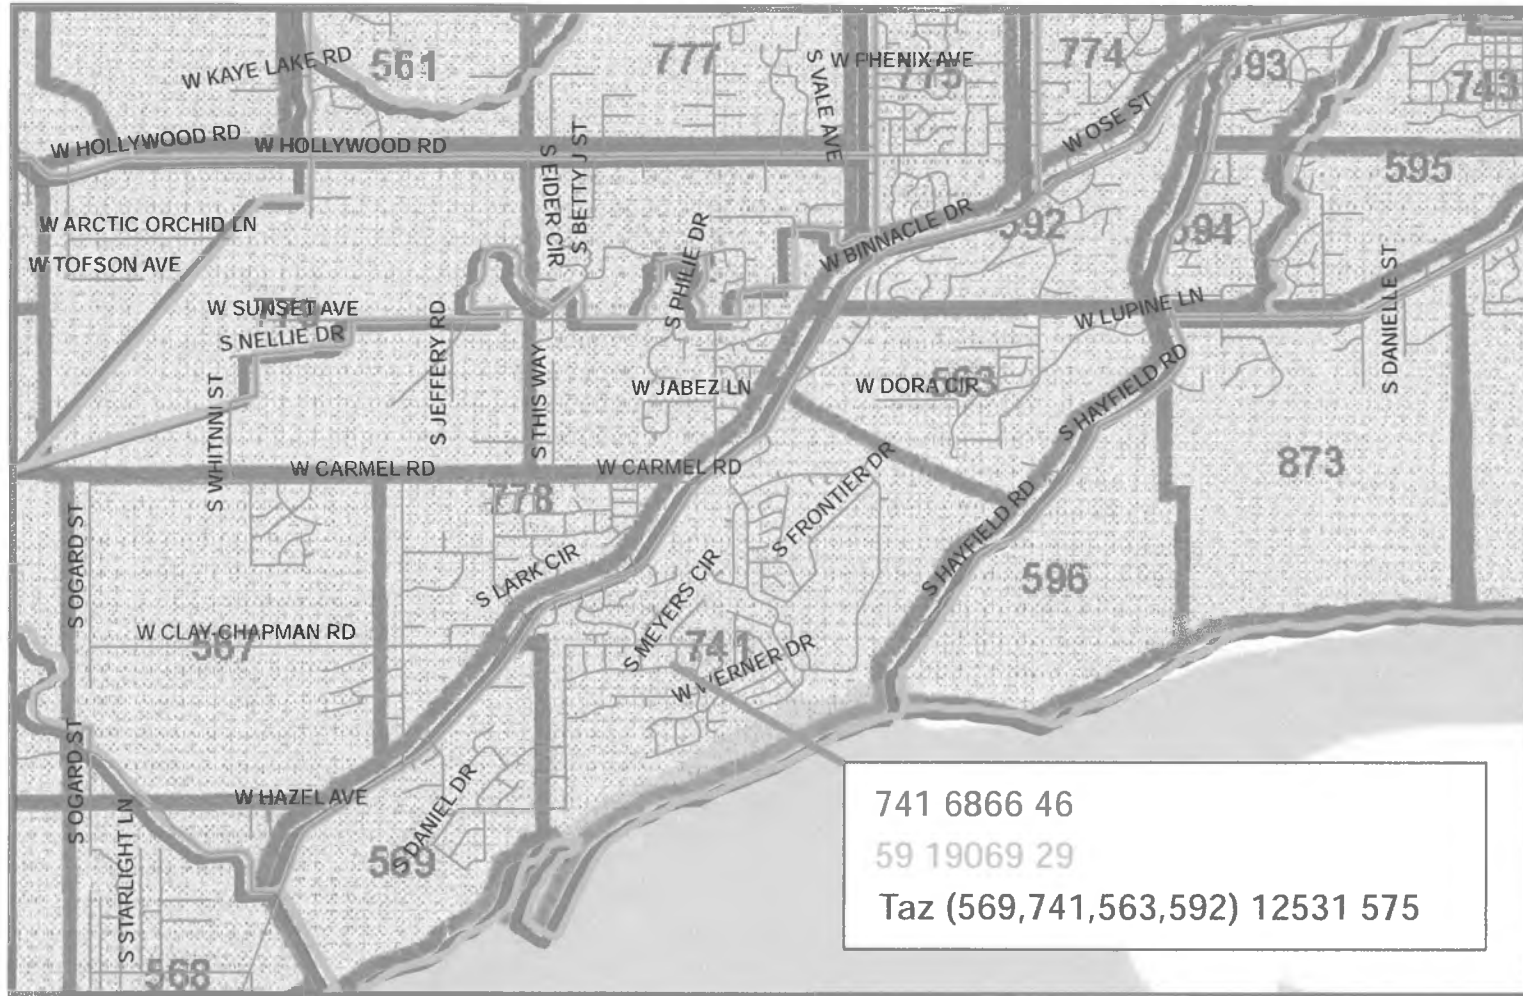 W KAYE LAKE RD
561
777
S VALE AVE
W PHENIX AVE
775
774
593
743
W HOLLYWOOD RD
W HOLLYWOOD RD
S EIDER CIR
S BETTY J ST
W OSE ST
595
W ARCTIC ORCHID LN
W TOFSON AVE
S PHILIE DR
W BINNACLE DR
592
594
W SUNSET AVE
S NELLIE DR
S JEFFERY RD
S THIS WAY
W LUPINE LN
S DANIELLE ST
S WHITNNI ST
W JABEZ LN
W DORA CIR
563
S HAYFIELD RD
W CARMEL RD
W CARMEL RD
873
778
S FRONTIER DR
S OGARD ST
S LARK CIR
S MEYERS CIR
S HAYFIELD RD
596
W CLAY-CHAPMAN RD
567
741
W WERNER DR
S OGARD ST
W HAZEL AVE
S DANIEL DR
569
S STARLIGHT LN
568
741 6866 46
59 19069 29
Taz (569,741,563,592) 12531 575